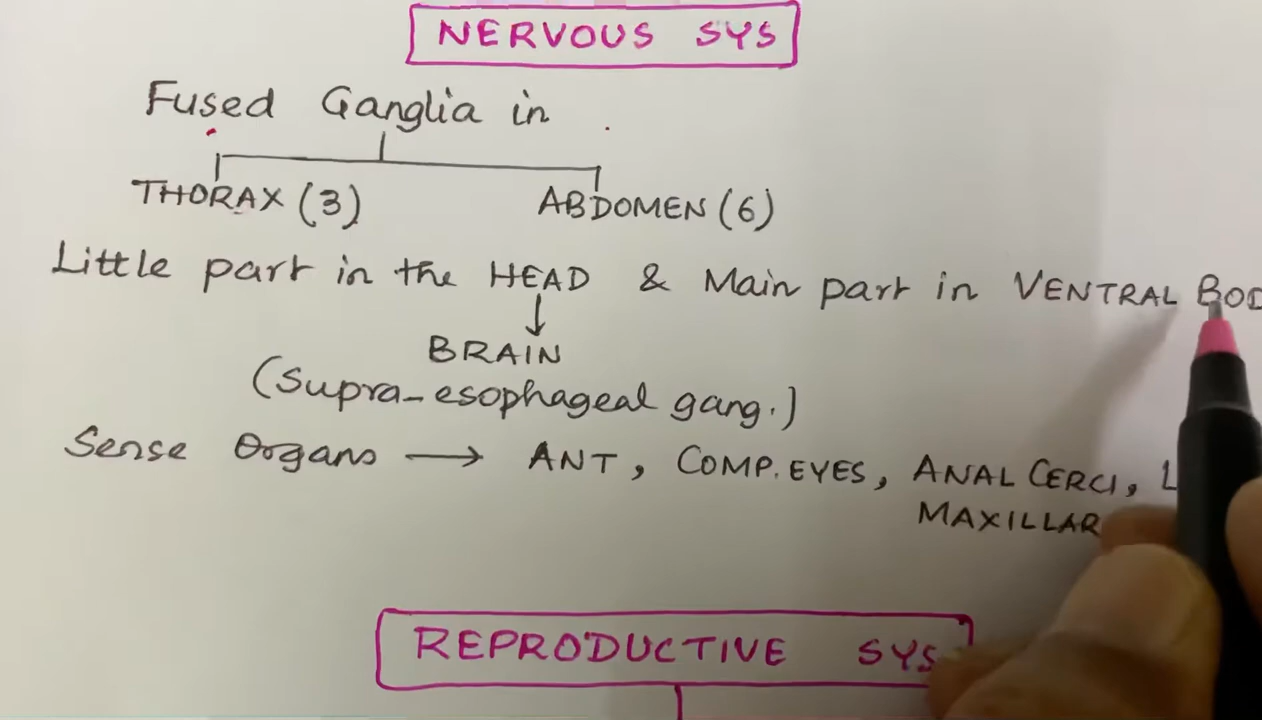 NERVOUS SYS
Fused Ganglia in
THORAX (3) ABDOMEN (6)
Little part in the HEAD & Main part in VENTRAL
BRAIN
(Supra-esophageal gang.)
Sense Organs → ANT, COMP. EYES, ANAL CERCI,
REPRODUCTIVE SYS